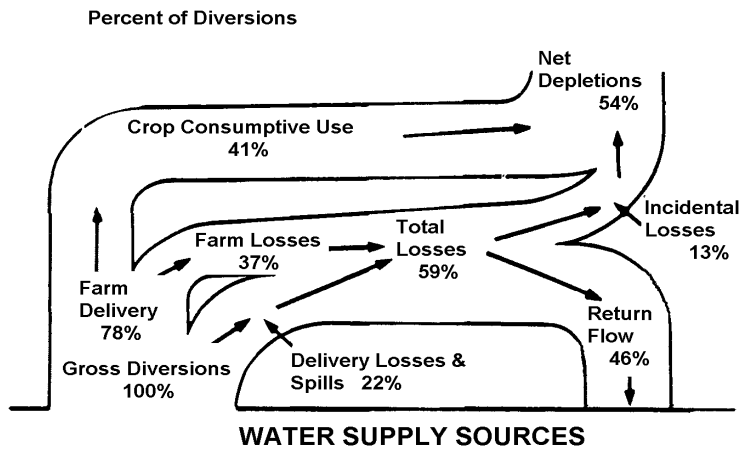 Percent of Diversions
Net
Depletions
54%
Crop Consumptive Use
41%
Incidental
Losses
13%
Total
Losses
59%
Farm Losses
37%
Farm
Delivery
78%
Return
Flow
46%
Gross Diversions
100%
Delivery Losses &
Spills 22%
WATER SUPPLY SOURCES